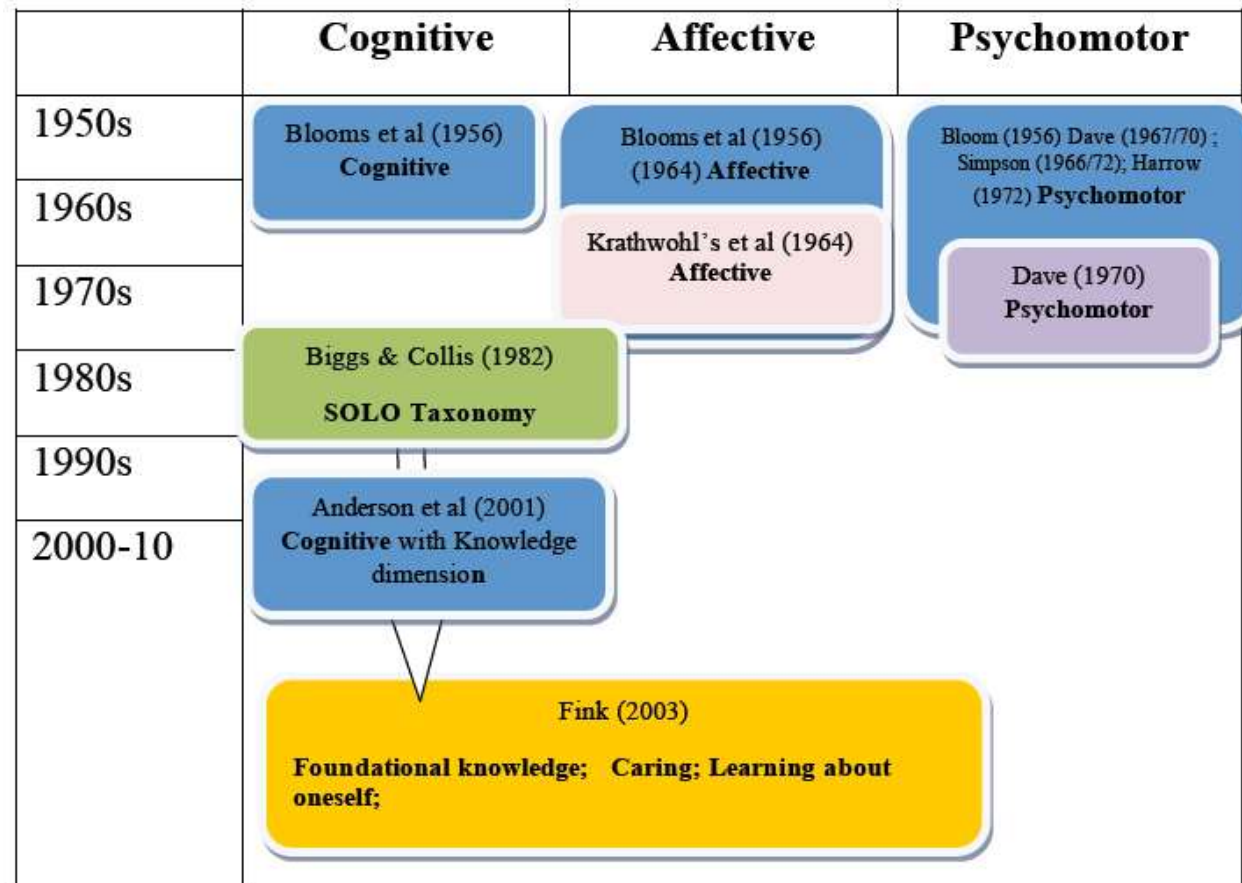 Cognitive
Affective
Psychomotor
1950s
Blooms et al (1956)
Cognitive
Blooms et al (1956)
(1964) Affective
Bloom (1956) Dave (1967/70) ;
Simpson (1966/72); Harrow
(1972) Psychomotor
1960s
Krathwohl’s et al (1964)
Affective
1970s
Dave (1970)
Psychomotor
1980s
Biggs & Collis (1982)
SOLO Taxonomy
1990s
Anderson et al (2001)
Cognitive with Knowledge
dimension
2000-10
Fink (2003)
Foundational knowledge; Caring; Learning about
oneself;